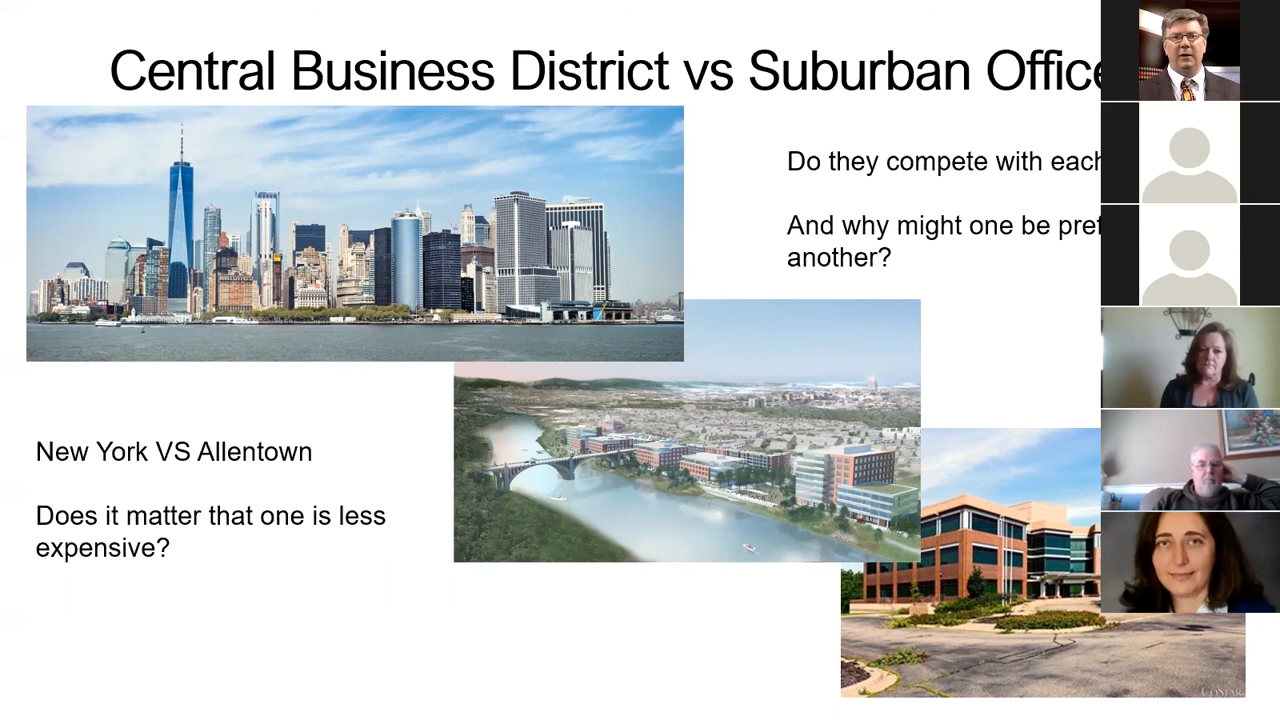 Central Business District vs Suburban Office
Do they compete with each
And why might one be pref
another?
New York VS Allentown
Does it matter that one is less
expensive?
CoStar